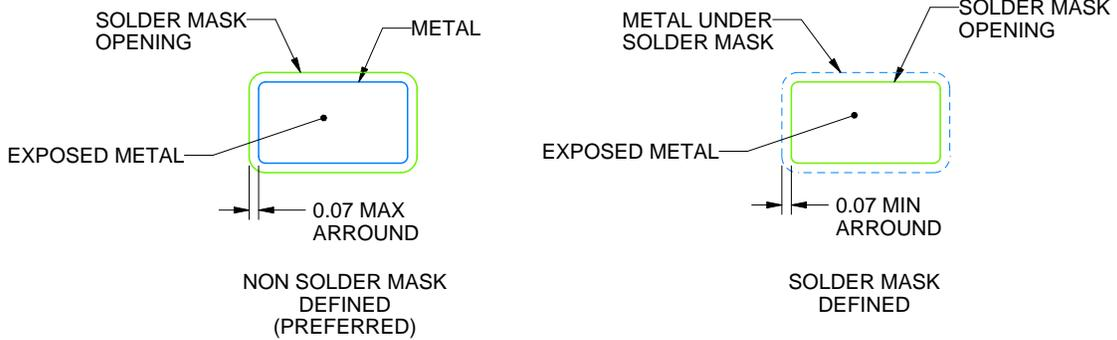 SOLDER MASK
OPENING
METAL
EXPOSED METAL
0.07 MAX
ARROUND
NON SOLDER MASK
DEFINED
(PREFERRED)
METAL UNDER
SOLDER MASK
SOLDER MASK
OPENING
EXPOSED METAL
0.07 MIN
ARROUND
SOLDER MASK
DEFINED